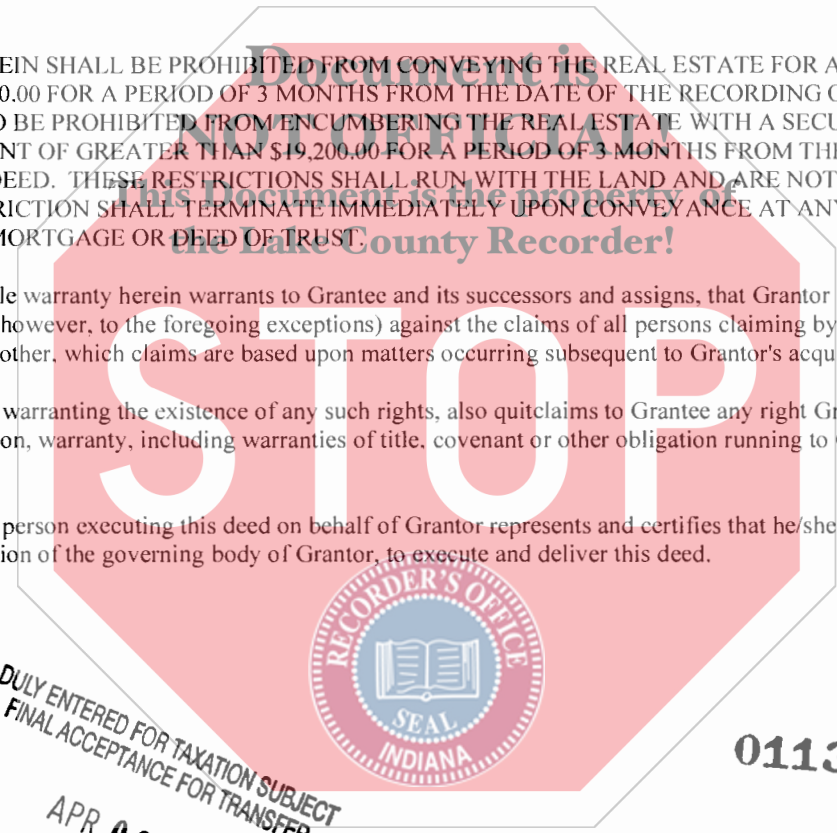 Document is
NOT OFFICIAL!
This Document is the property of
the Lake County Recorder!
STOP
EIN SHALL BE PROHIBITED FROM CONVEYING THE REAL ESTATE FOR A
0.00 FOR A PERIOD OF 3 MONTHS FROM THE DATE OF THE RECORDING O
O BE PROHIBITED FROM ENCUMBERING THE REAL ESTATE WITH A SECU
NT OF GREATER THAN $19,200.00 FOR A PERIOD OF 3 MONTHS FROM THE
DEED. THESE RESTRICTIONS SHALL RUN WITH THE LAND AND ARE NOT
RICTION SHALL TERMINATE IMMEDIATELY UPON CONVEYANCE AT ANY
MORTGAGE OR DEED OF TRUST.
le warranty herein warrants to Grantee and its successors and assigns, that Grantor
however, to the foregoing exceptions) against the claims of all persons claiming by
other, which claims are based upon matters occurring subsequent to Grantor's acqu
warranting the existence of any such rights, also quitclaims to Grantee any right Gr
on, warranty, including warranties of title, covenant or other obligation running to
person executing this deed on behalf of Grantor represents and certifies that he/she
ion of the governing body of Grantor, to execute and deliver this deed.
RECORDER'S OFFICE
SEAL
INDIANA
DULY ENTERED FOR TAXATION SUBJECT
FINAL ACCEPTANCE FOR TRANSFER
APR
0113